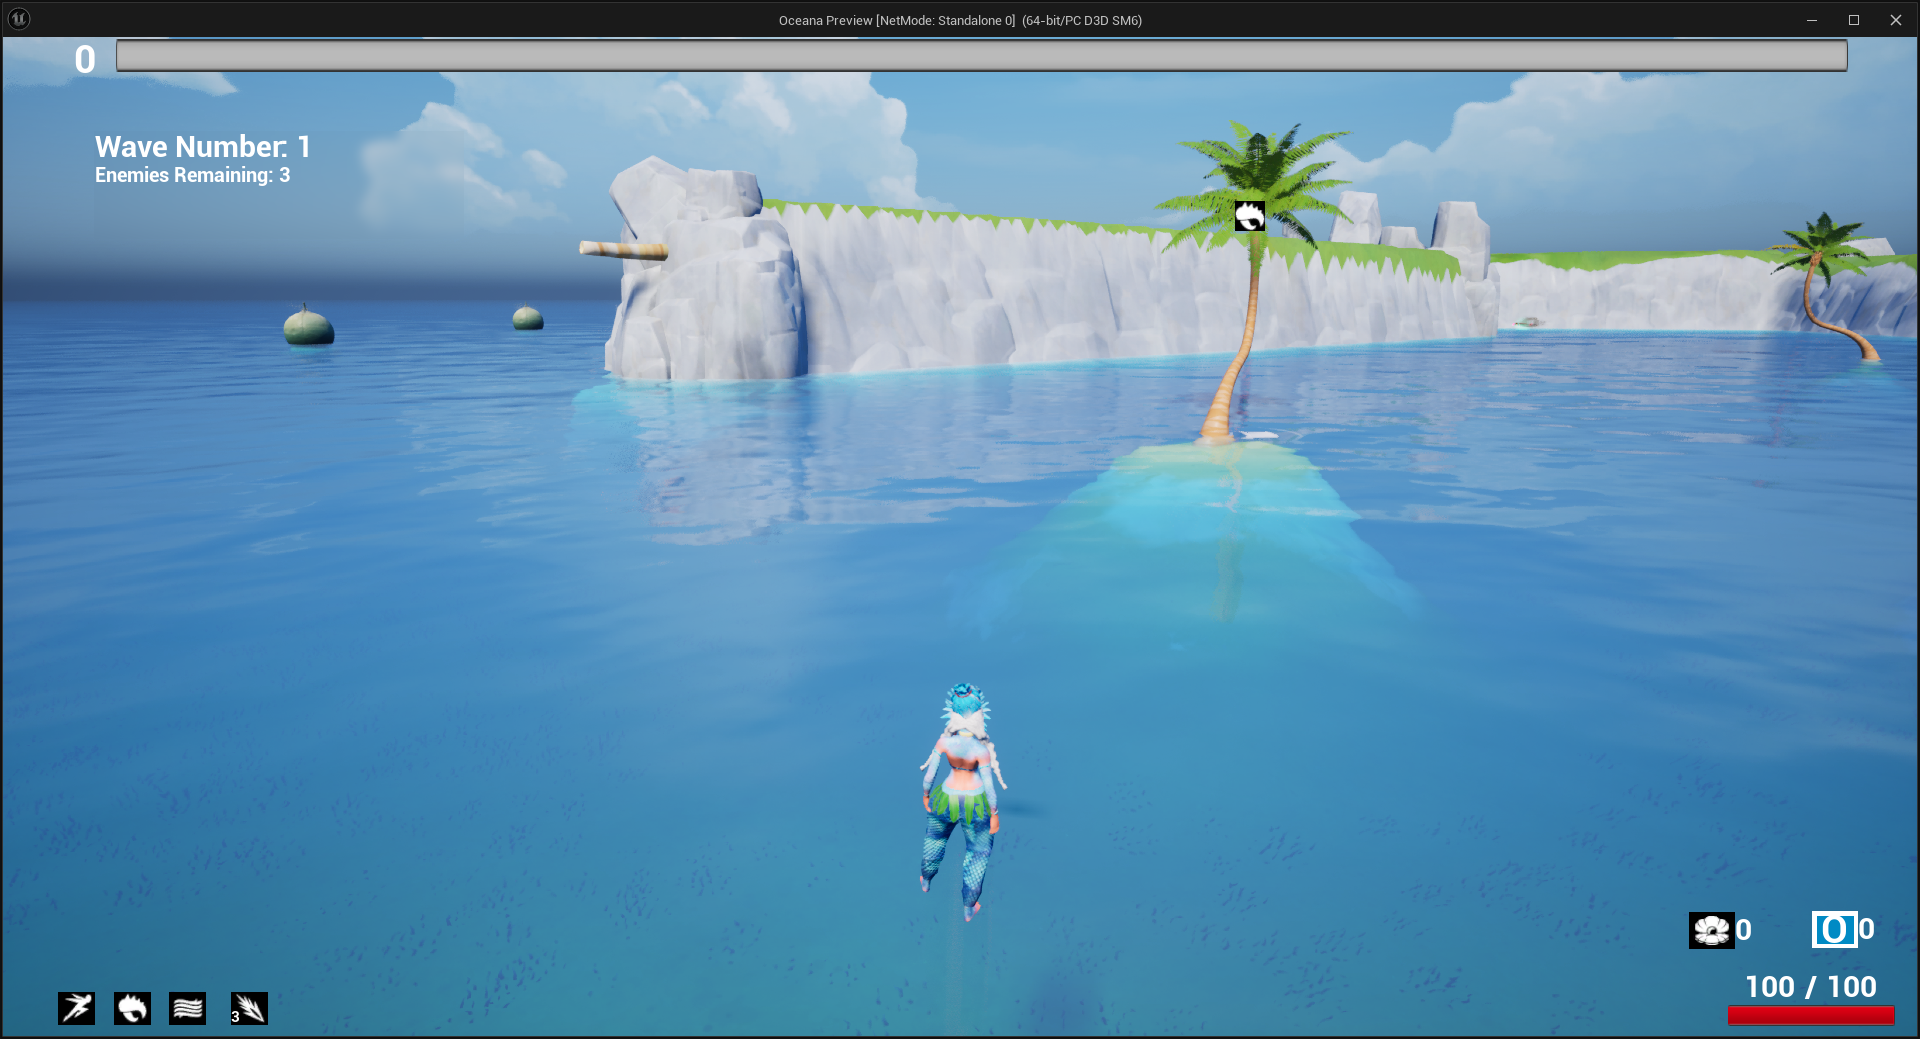 Oceana Preview [NetMode: Standalone 0] (64-bit/PC D3D SM6)
0
Wave Number: 1
Enemies Remaining: 3
0
O 0
100 / 100
3